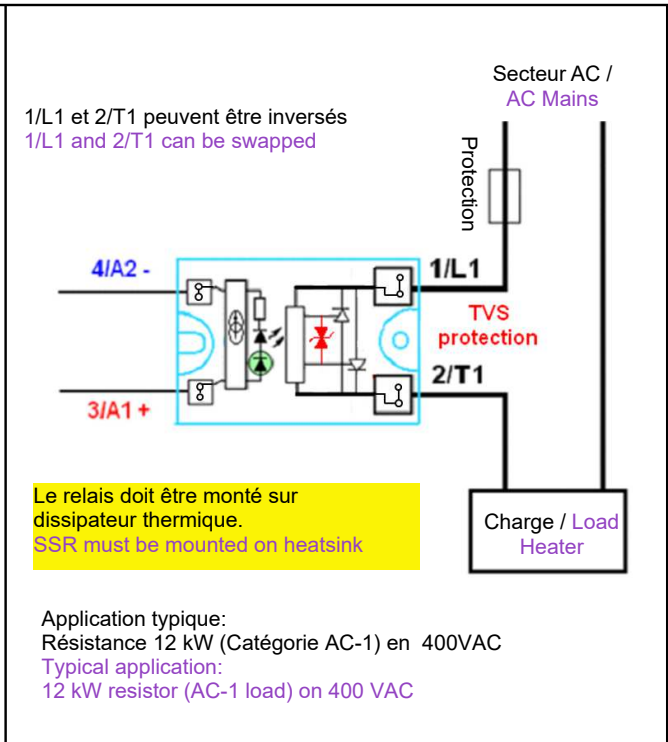 Secteur AC /
AC Mains
1/L1 et 2/T1 peuvent être inversés
1/L1 and 2/T1 can be swapped
Protection
4/A2 -
1/L1
TVS
protection
2/T1
3/A1 +
Le relais doit être monté sur
dissipateur thermique.
SSR must be mounted on heatsink
Charge / Load
Heater
Application typique:
Résistance 12 kW (Catégorie AC-1) en  400VAC
Typical application:
12 kW resistor (AC-1 load) on 400 VAC